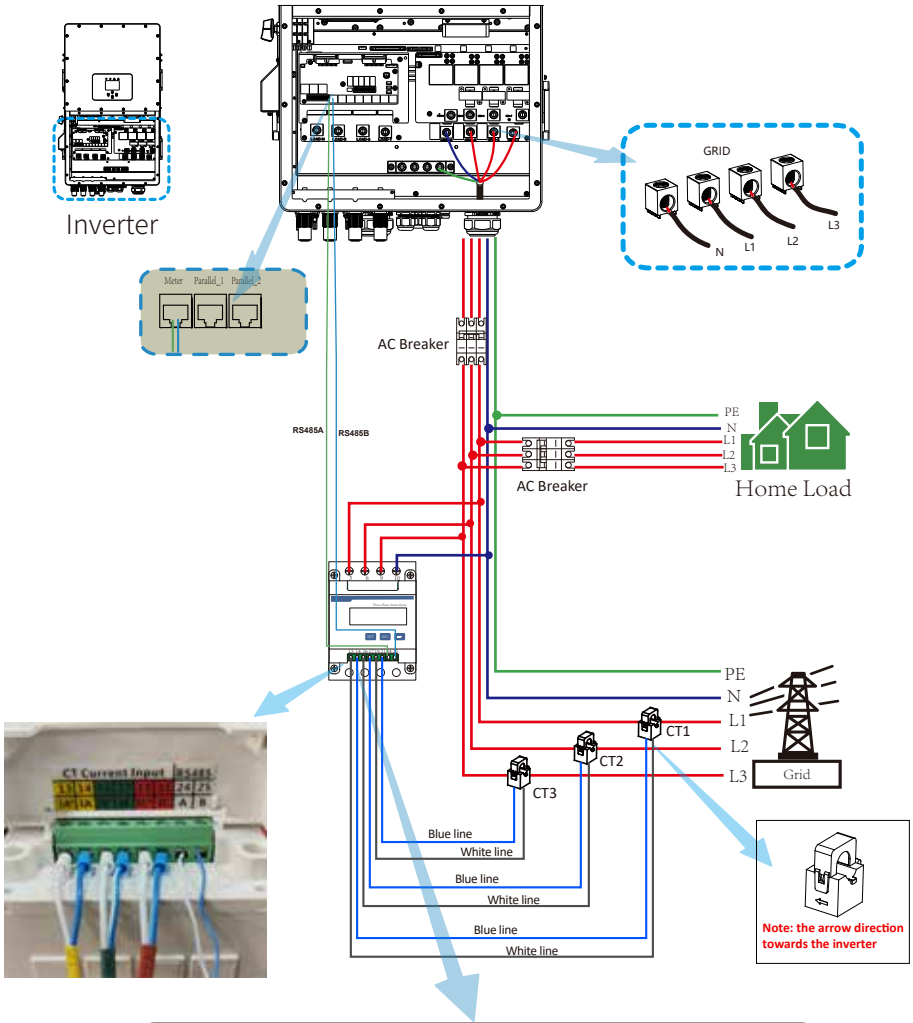 GRID
N
L1
L2
L3
Inverter
Meter Parallel_1 Parallel_2
AC Breaker
RS485A
RS485B
PE
N
L1
L2
L3
AC Breaker
Home Load
PE
N
L1
L2
L3
Grid
CT1
CT2
CT3
CT Current Input RS485
13 14 24 25
A B
Blue line
White line
Blue line
White line
Blue line
White line
Note: the arrow direction
towards the inverter